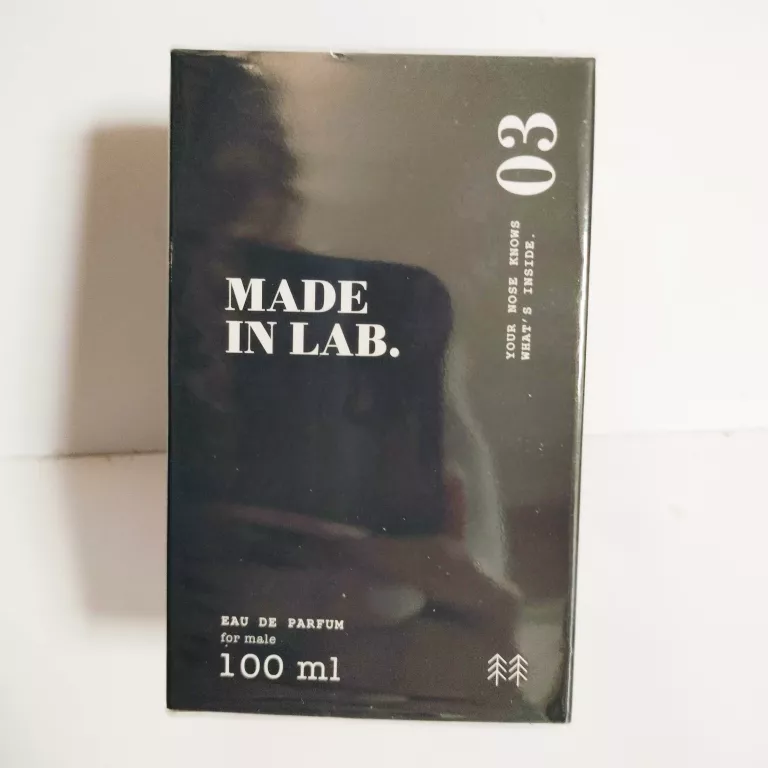 MADE
IN LAB.
03
YOUR NOSE KNOWS
WHAT'S INSIDE.
EAU DE PARFUM
for male
100 ml